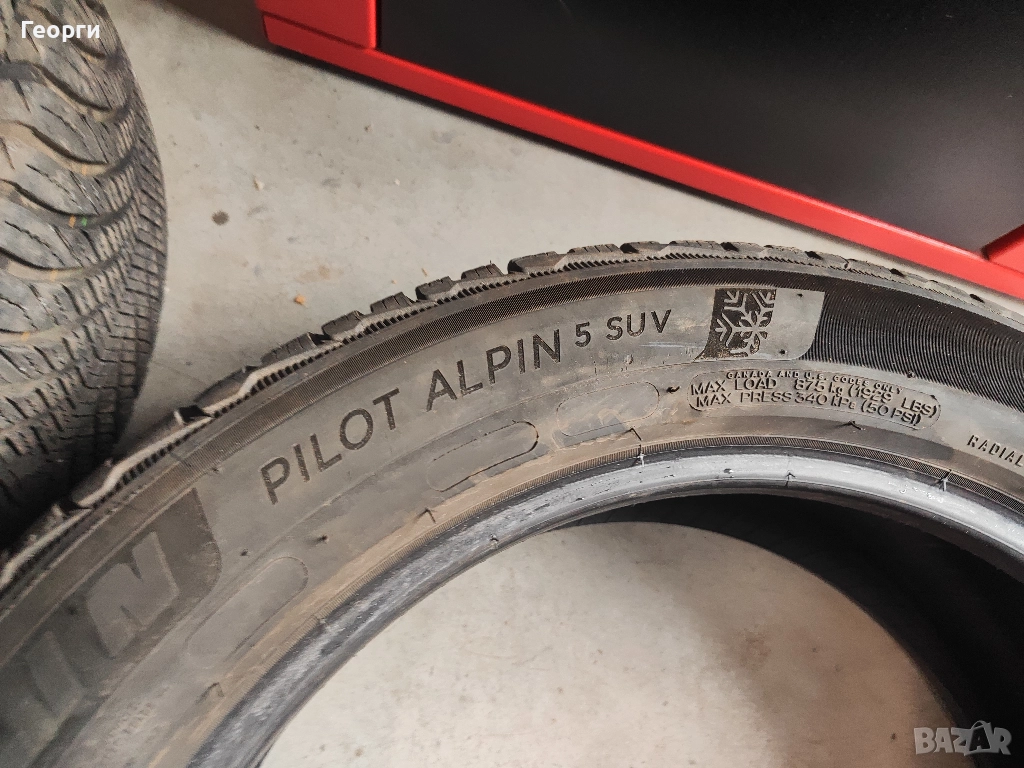 Георги
PILOT ALPIN 5 SUV
CANADA AND U.S. CODES ONLY
MAX LOAD 875 kg (1929 LBS)
MAX PRESS 340 kPa (50 PSI)
RADIAL
BAZAR